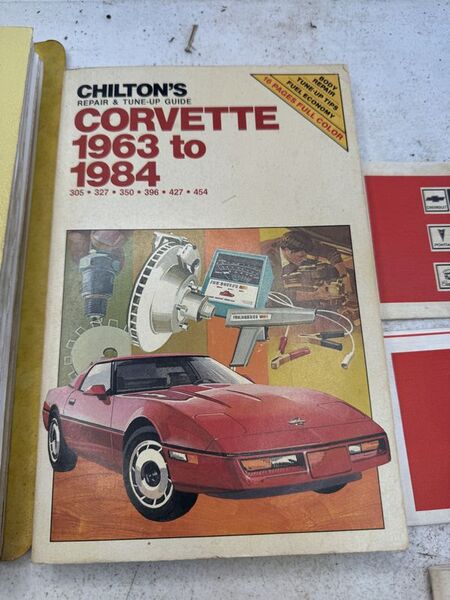 CHILTON'S
REPAIR & TUNE-UP GUIDE
CORVETTE
1963 to
1984
305 • 327 • 350 • 396 • 427 • 454
BODY
REPAIR
TUNE-UP TIPS
FUEL ECONOMY
16 PAGES FULL COLOR
CHEVROLET